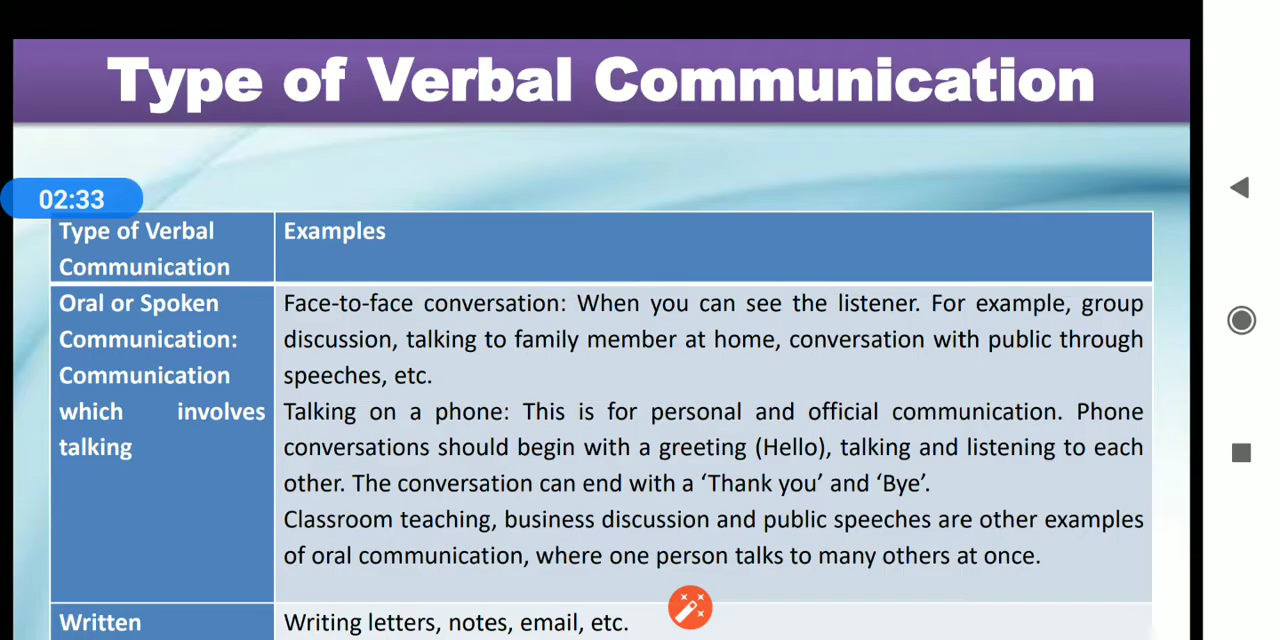 Type of Verbal Communication
02:33
Type of Verbal
Communication
Examples
Oral or Spoken
Communication:
Communication
which involves
talking
Face-to-face conversation: When you can see the listener. For example, group
discussion, talking to family member at home, conversation with public through
speeches, etc.
Talking on a phone: This is for personal and official communication. Phone
conversations should begin with a greeting (Hello), talking and listening to each
other. The conversation can end with a ‘Thank you’ and ‘Bye’.
Classroom teaching, business discussion and public speeches are other examples
of oral communication, where one person talks to many others at once.
Written
Writing letters, notes, email, etc.